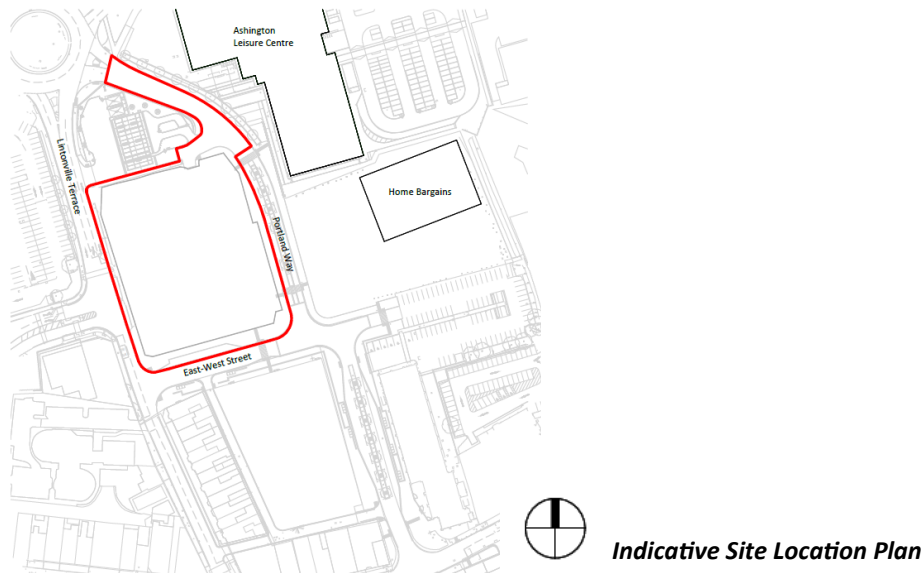 Ashington
Leisure Centre
Lintonville Terrace
Home Bargains
Portland Way
East-West Street
Indicative Site Location Plan